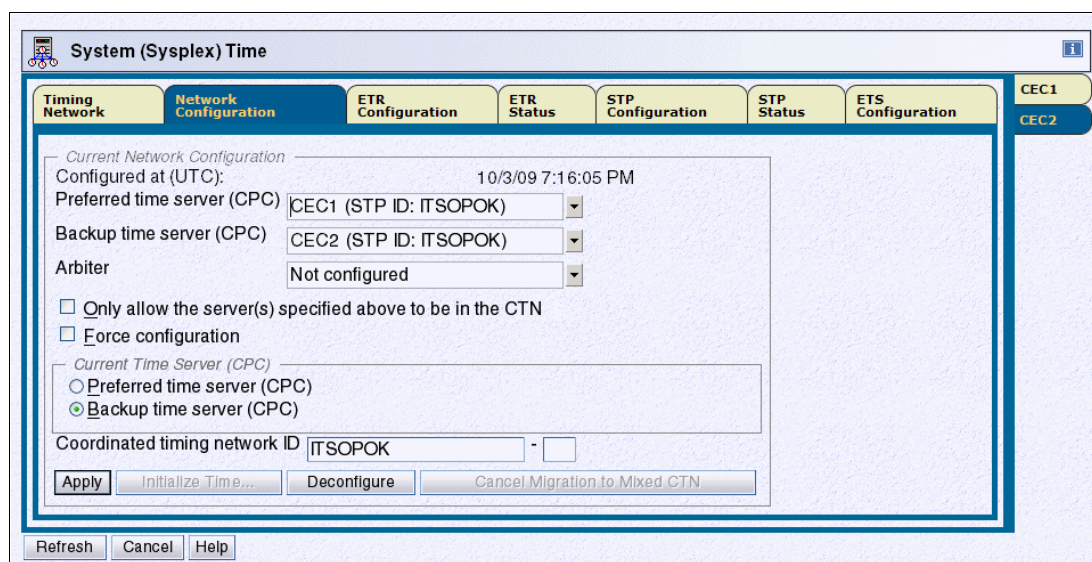 System (Sysplex) Time
i
Timing Network
Network Configuration
ETR Configuration
ETR Status
STP Configuration
STP Status
ETS Configuration
CEC1
CEC2
Current Network Configuration
Configured at (UTC): 10/3/09 7:16:05 PM
Preferred time server (CPC) CEC1 (STP ID: ITSOPOK)
Backup time server (CPC) CEC2 (STP ID: ITSOPOK)
Arbiter Not configured
Only allow the server(s) specified above to be in the CTN
Force configuration
Current Time Server (CPC)
Preferred time server (CPC)
Backup time server (CPC)
Coordinated timing network ID ITSOPOK -
Apply Initialize Time... Deconfigure Cancel Migration to Mixed CTN
Refresh Cancel Help